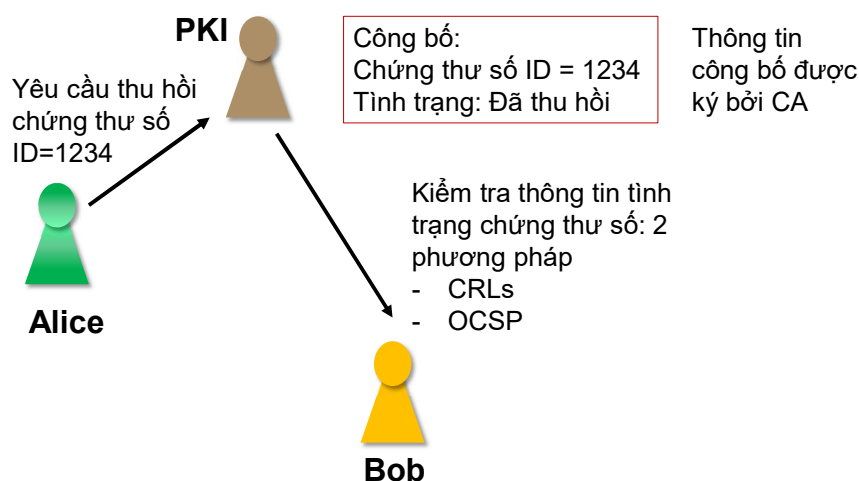 PKI
Công bố:
Chứng thư số ID = 1234
Tình trạng: Đã thu hồi
Thông tin
công bố được
ký bởi CA
Yêu cầu thu hồi
chứng thư số
ID=1234
Kiểm tra thông tin tình
trạng chứng thư số: 2
phương pháp
- CRLs
- OCSP
Alice
Bob